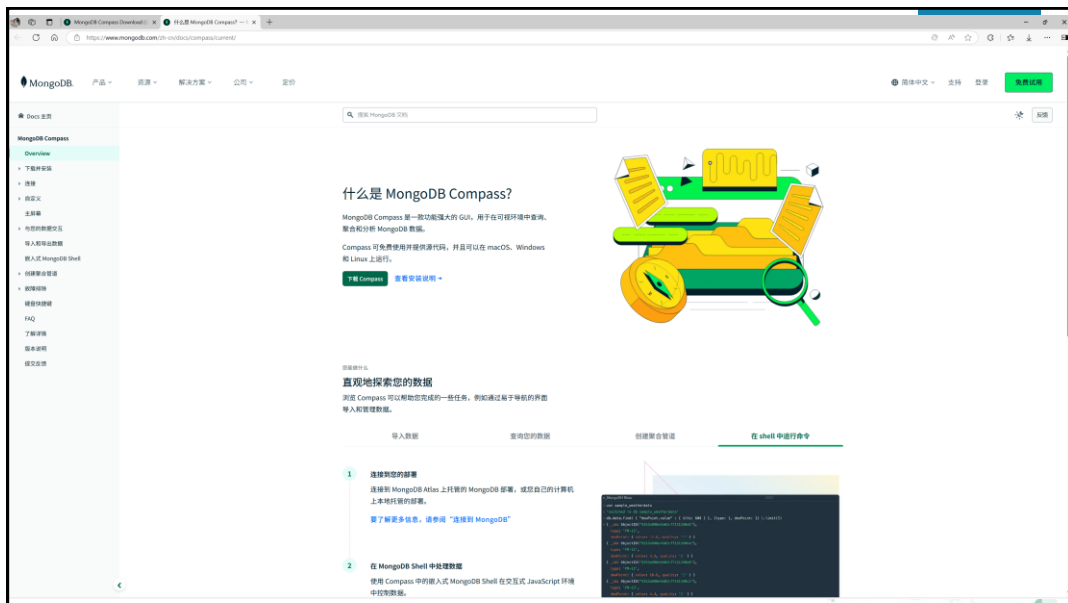 MongoDB Compass Download
什么是 MongoDB Compass? —
https://www.mongodb.com/zh-cn/docs/compass/current/
MongoDB.
产品
资源
解决方案
公司
定价
简体中文
支持
登录
免费试用
Docs 主页
搜索 MongoDB 文档
反馈
MongoDB Compass
Overview
下载并安装
连接
自定义
主屏幕
与您的数据交互
导入和导出数据
嵌入式 MongoDB Shell
创建聚合管道
故障排除
键盘快捷键
FAQ
了解详情
版本说明
提交反馈
什么是 MongoDB Compass?
MongoDB Compass 是一款功能强大的 GUI，用于在可视环境中查询、
聚合和分析 MongoDB 数据。
Compass 可免费使用并提供源代码，并且可以在 macOS、Windows
和 Linux 上运行。
下载 Compass
查看安装说明
您能做什么
直观地探索您的数据
浏览 Compass 可以帮助您完成的一些任务，例如通过易于导航的界面
导入和管理数据。
导入数据
查询您的数据
创建聚合管道
在 shell 中运行命令
1 连接到您的部署
连接到 MongoDB Atlas 上托管的 MongoDB 部署，或您自己的计算机
上本地托管的部署。
要了解更多信息，请参阅“连接到 MongoDB”
2 在 MongoDB Shell 中处理数据
使用 Compass 中的嵌入式 MongoDB Shell 在交互式 JavaScript 环境
中控制数据。